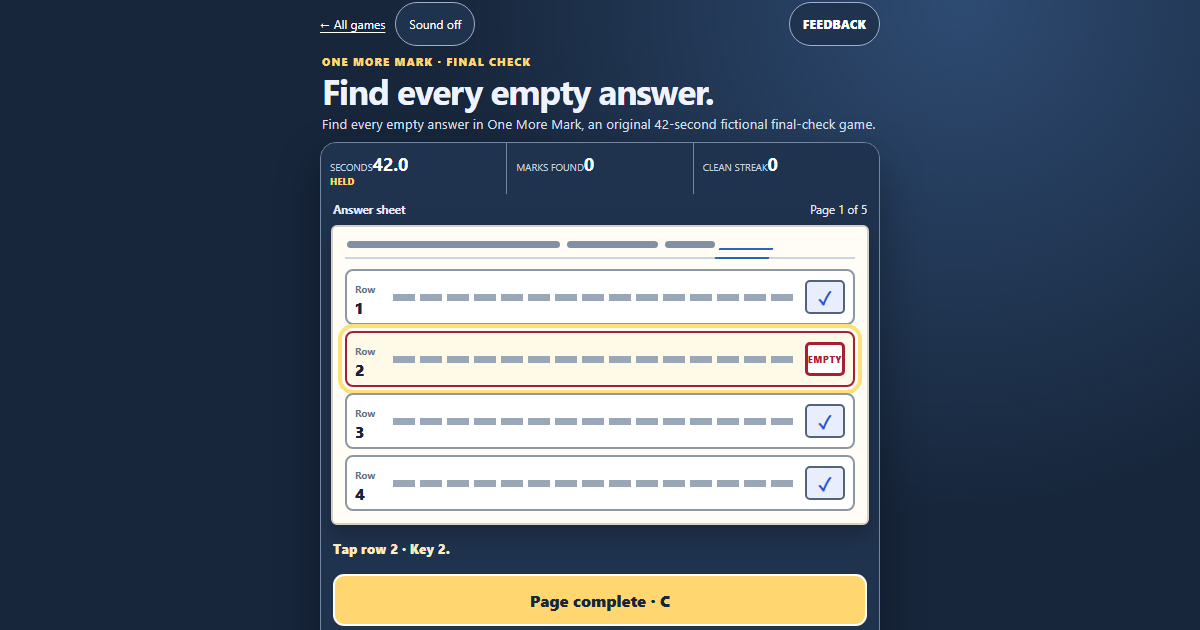 ← All games
Sound off
FEEDBACK
ONE MORE MARK · FINAL CHECK
Find every empty answer.
Find every empty answer in One More Mark, an original 42-second fictional final-check game.
SECONDS 42.0
HELD
MARKS FOUND 0
CLEAN STREAK 0
Answer sheet
Page 1 of 5
Row
1
✓
Row
2
EMPTY
Row
3
✓
Row
4
✓
Tap row 2 · Key 2.
Page complete · C